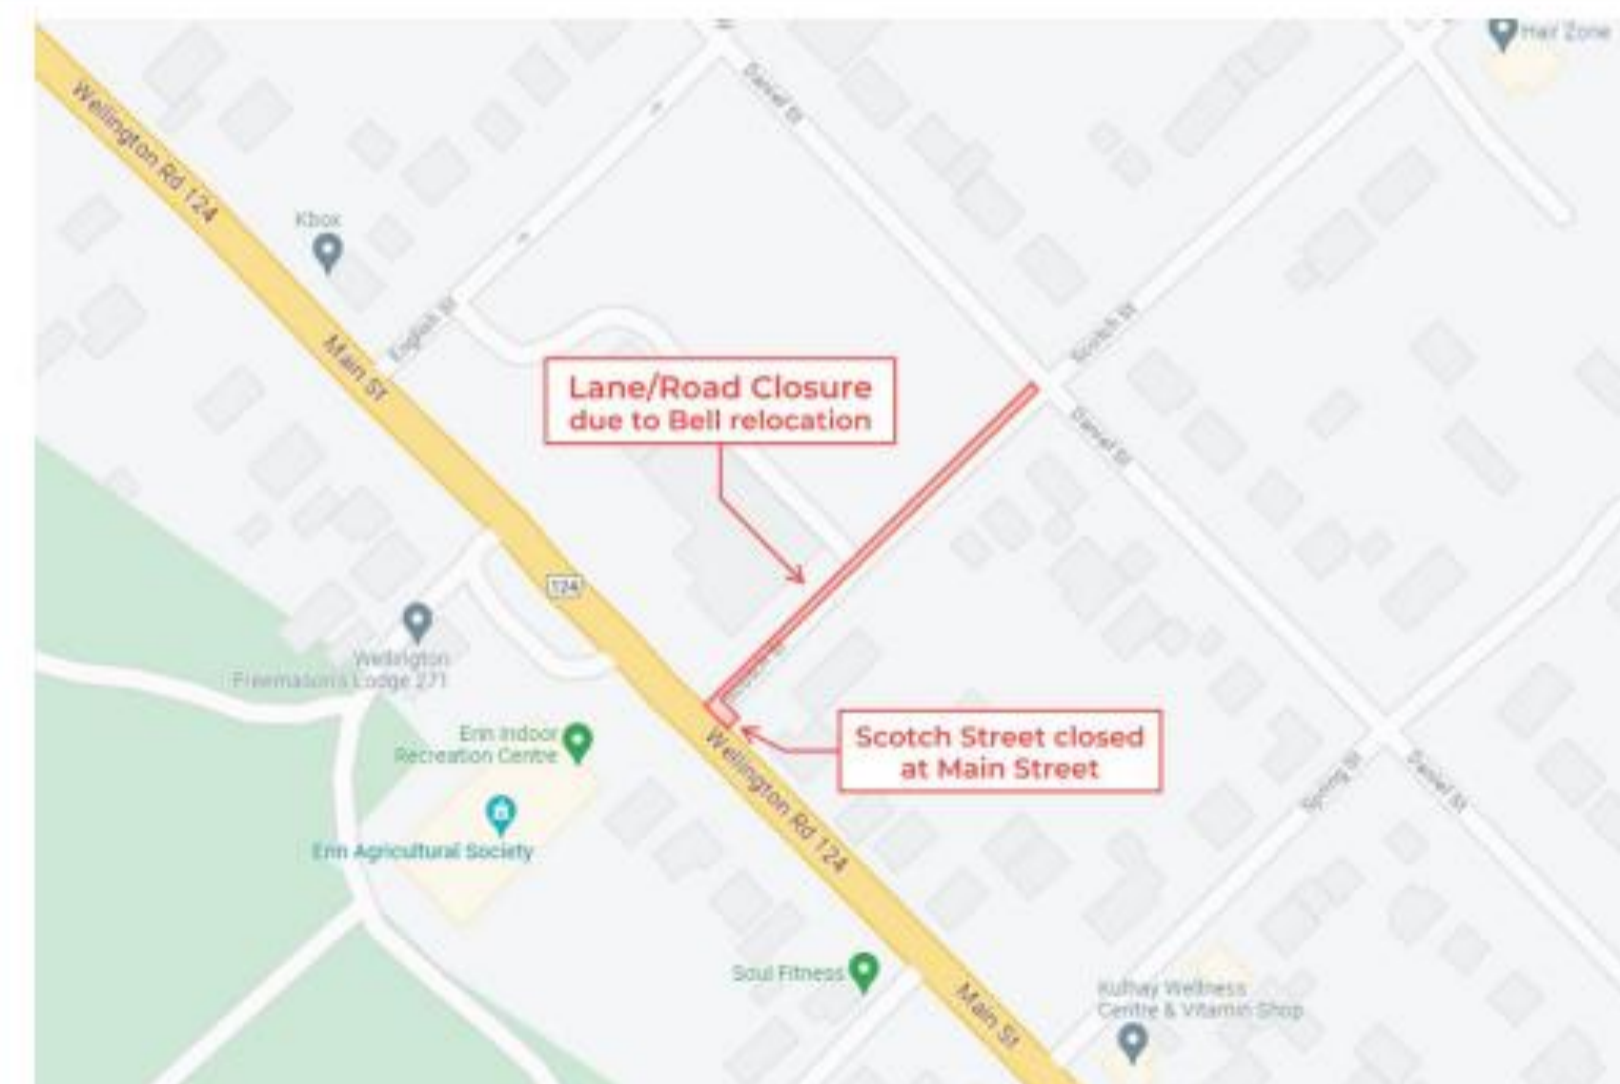 Hair Zone
Daniel St
Wellington Rd 124
Kbox
English St
Scotch St
Main St
Lane/Road Closure
due to Bell relocation
Daniel St
124
Wellington
Freemasons Lodge 271
Erin Indoor
Recreation Centre
Scotch Street closed
at Main Street
Wellington Rd 124
Spring St
Daniel St
Erin Agricultural Society
Soul Fitness
Main St
Kulhay Wellness
Centre & Vitamin Shop